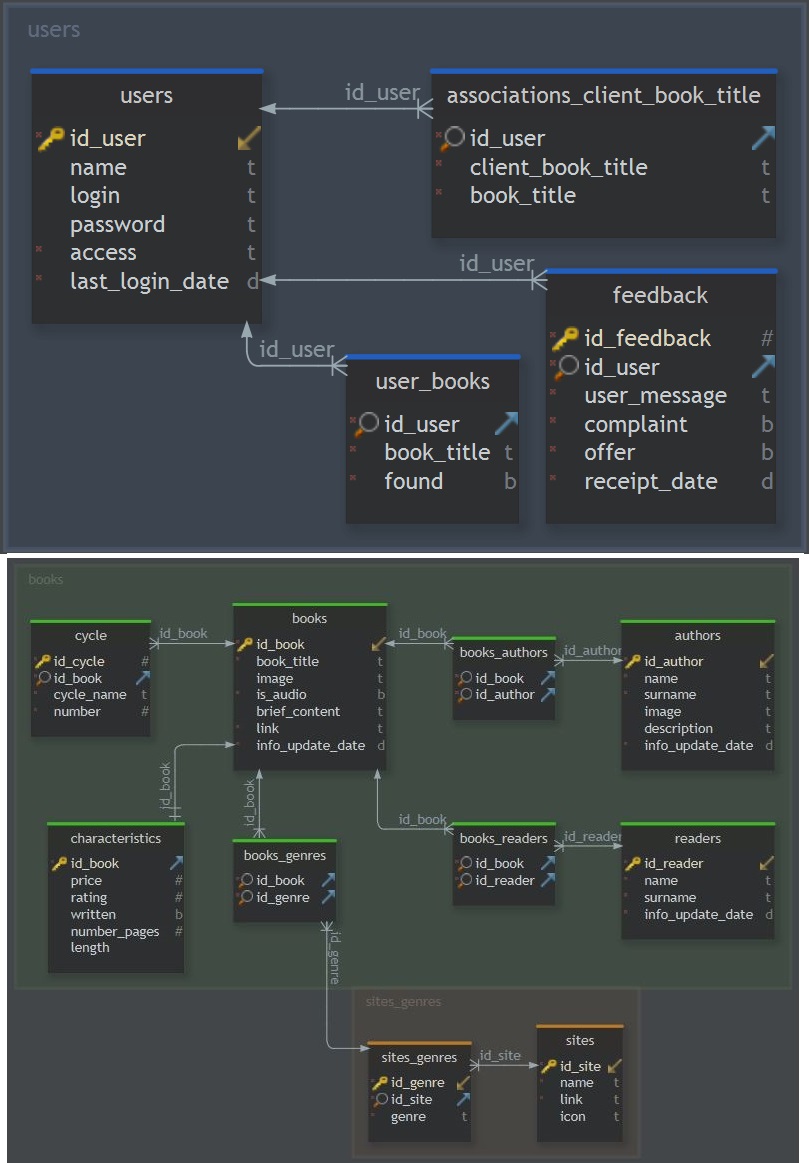 users
users
id_user
name t
login t
password t
access t
last_login_date d
id_user
associations_client_book_title
id_user
client_book_title t
book_title t
id_user
feedback
id_feedback #
id_user
user_message t
complaint b
offer b
receipt_date d
id_user
user_books
id_user
book_title t
found b
books
cycle
id_cycle #
id_book
cycle_name t
number #
id_book
books
id_book
book_title t
image t
is_audio b
brief_content t
link t
info_update_date d
id_book
books_authors
id_book
id_author
id_author
authors
id_author
name t
surname t
image t
description t
info_update_date d
id_book
characteristics
id_book
price #
rating #
written b
number_pages #
length
id_book
books_genres
id_book
id_genre
id_book
books_readers
id_book
id_reader
id_reader
readers
id_reader
name t
surname t
info_update_date d
id_genre
sites_genres
sites_genres
id_genre
id_site
genre t
id_site
sites
id_site
name t
link t
icon t